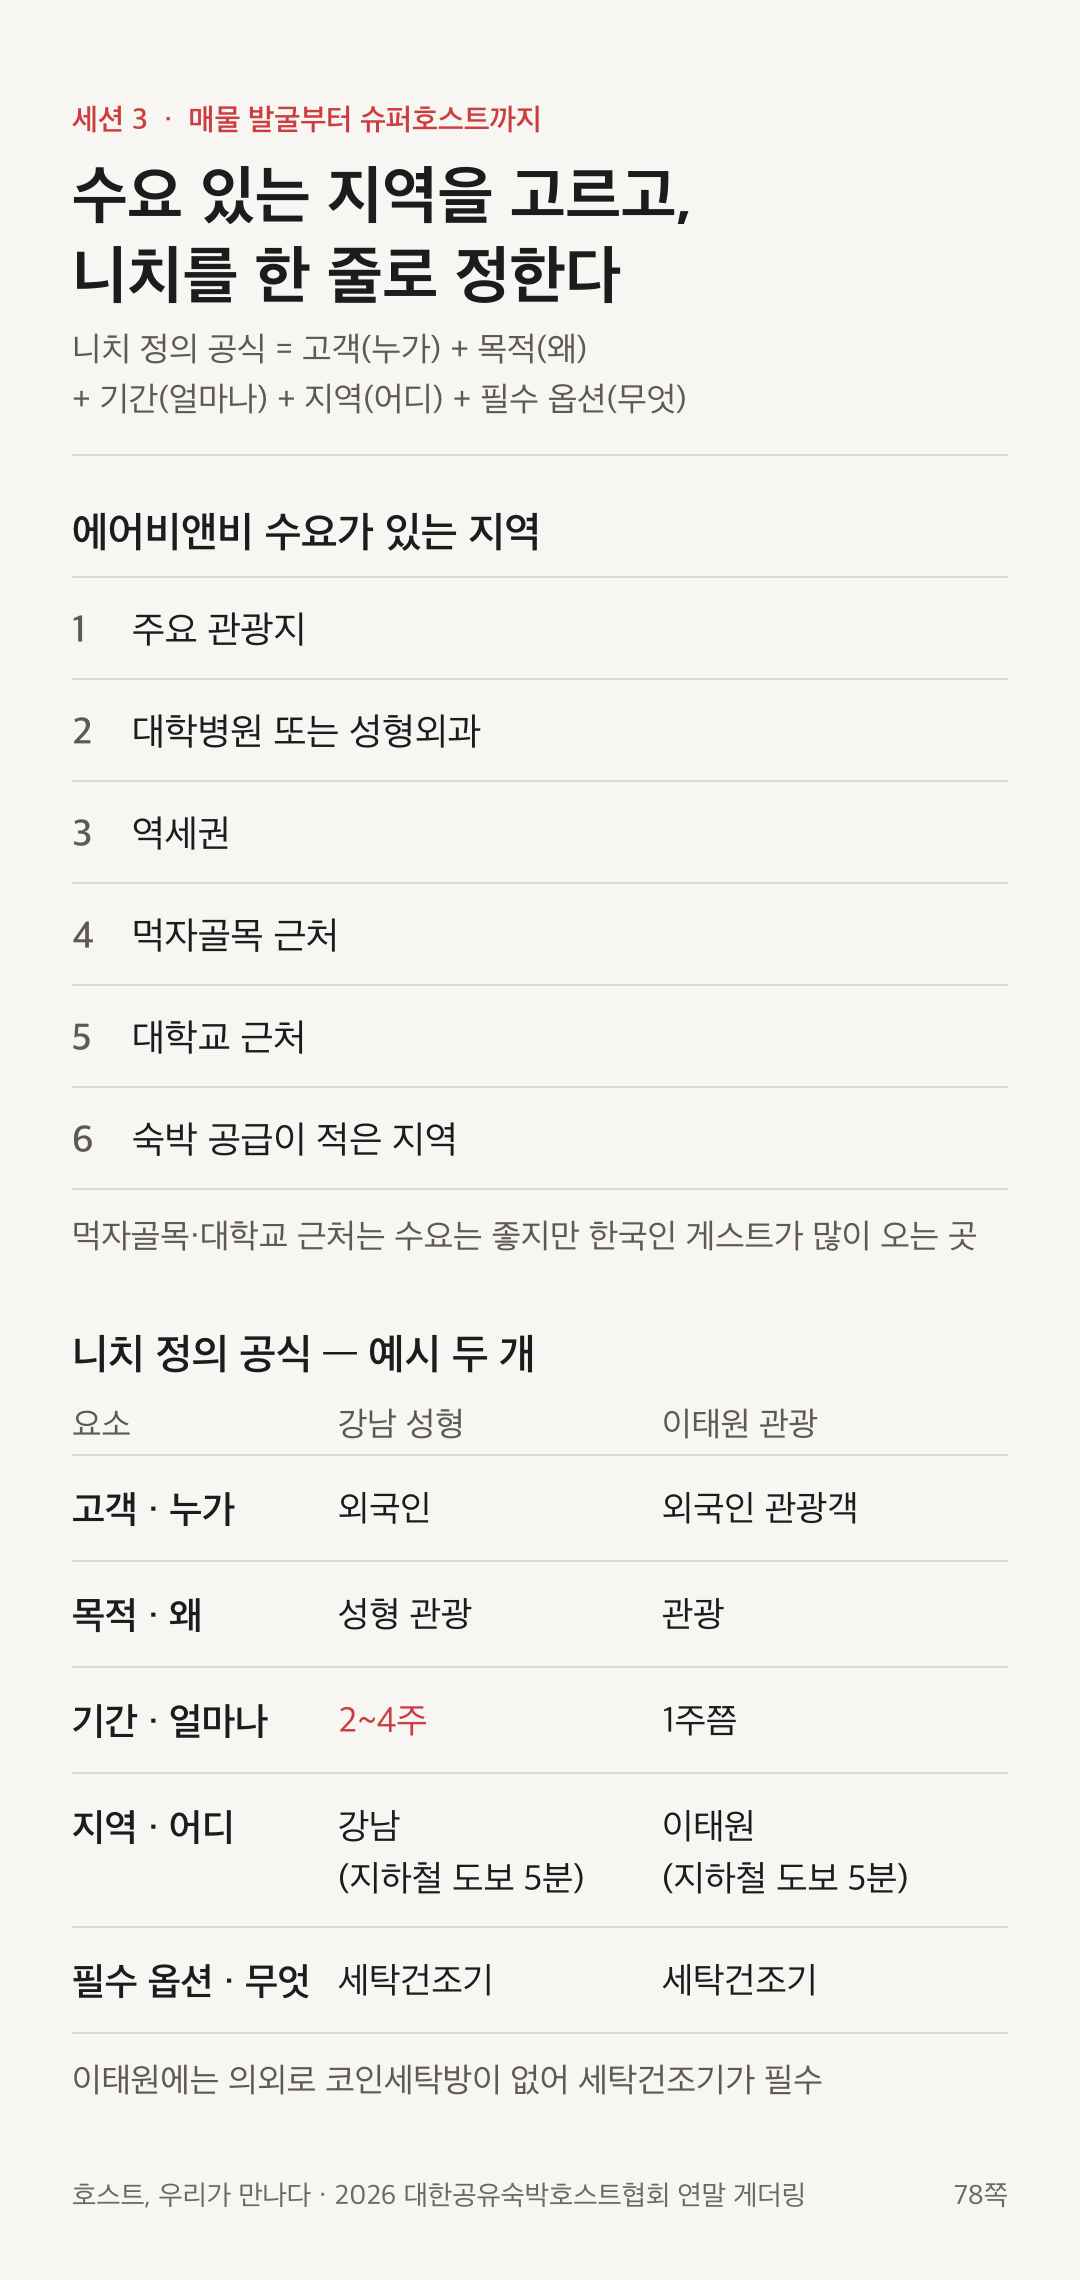 세션 3 · 매물 발굴부터 슈퍼호스트까지
수요 있는 지역을 고르고,
니치를 한 줄로 정한다
니치 정의 공식 = 고객(누가) + 목적(왜)
+ 기간(얼마나) + 지역(어디) + 필수 옵션(무엇)
에어비앤비 수요가 있는 지역
1 주요 관광지
2 대학병원 또는 성형외과
3 역세권
4 먹자골목 근처
5 대학교 근처
6 숙박 공급이 적은 지역
먹자골목·대학교 근처는 수요는 좋지만 한국인 게스트가 많이 오는 곳
니치 정의 공식 — 예시 두 개
요소 강남 성형 이태원 관광
고객 · 누가 외국인 외국인 관광객
목적 · 왜 성형 관광 관광
기간 · 얼마나 2~4주 1주쯤
지역 · 어디 강남 이태원
(지하철 도보 5분) (지하철 도보 5분)
필수 옵션 · 무엇 세탁건조기 세탁건조기
이태원에는 의외로 코인세탁방이 없어 세탁건조기가 필수
호스트, 우리가 만나다 · 2026 대한공유숙박호스트협회 연말 게더링 78쪽